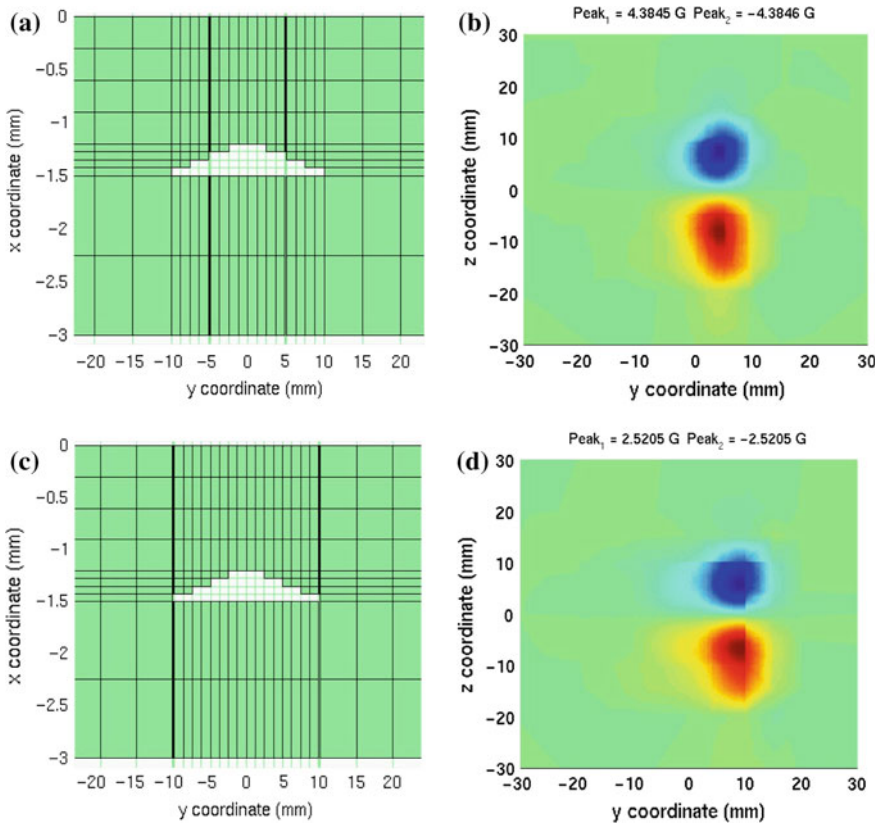 (a)
0
−0.5
−1
−1.5
−2
−2.5
−3
x coordinate (mm)
−20 −15 −10 −5 0 5 10 15 20
y coordinate (mm)
(b)
Peak1 = 4.3845 G Peak2 = −4.3846 G
30
20
10
0
−10
−20
−30
z coordinate (mm)
−30 −20 −10 0 10 20 30
y coordinate (mm)
(c)
0
−0.5
−1
−1.5
−2
−2.5
−3
x coordinate (mm)
−20 −15 −10 −5 0 5 10 15 20
y coordinate (mm)
(d)
Peak1 = 2.5205 G Peak2 = −2.5205 G
30
20
10
0
−10
−20
−30
z coordinate (mm)
−30 −20 −10 0 10 20 30
y coordinate (mm)